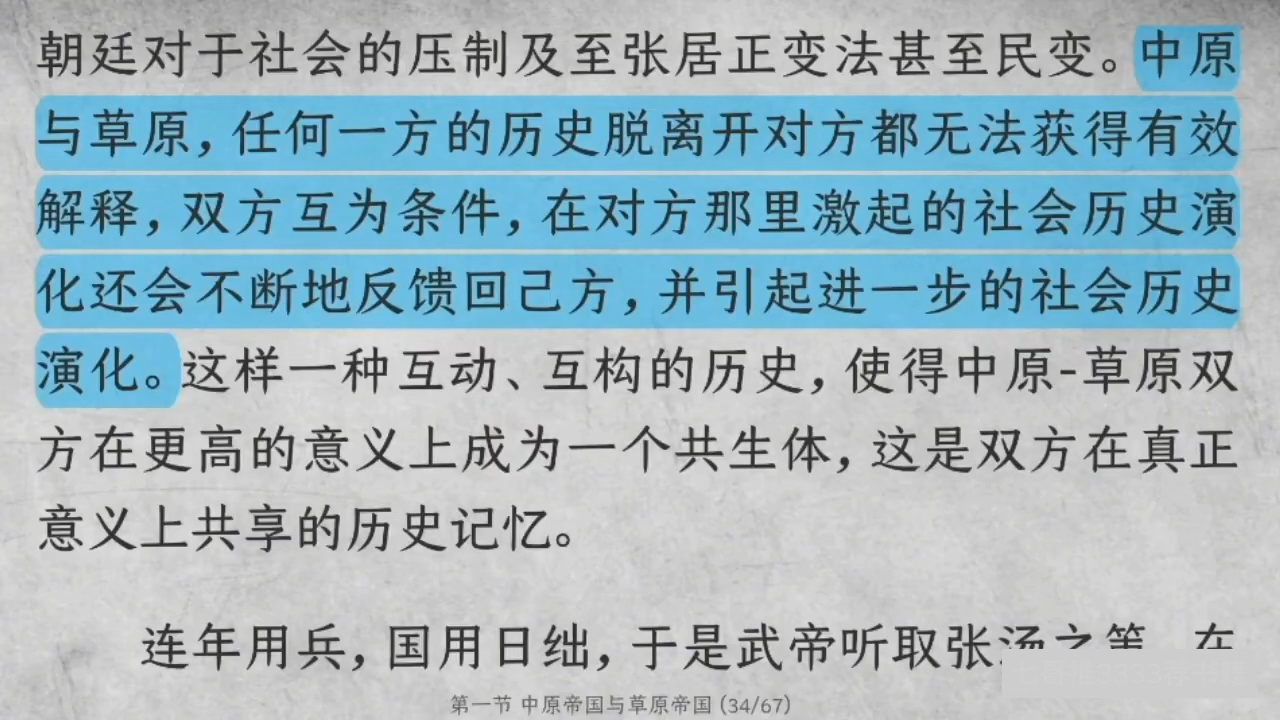 朝廷对于社会的压制及至张居正变法甚至民变。中原
与草原，任何一方的历史脱离开对方都无法获得有效
解释，双方互为条件，在对方那里激起的社会历史演
化还会不断地反馈回己方，并引起进一步的社会历史
演化。这样一种互动、互构的历史，使得中原-草原双
方在更高的意义上成为一个共生体，这是双方在真正
意义上共享的历史记忆。
连年用兵，国用日绌，于是武帝听取张汤之策，在
第一节 中原帝国与草原帝国 (34/67)